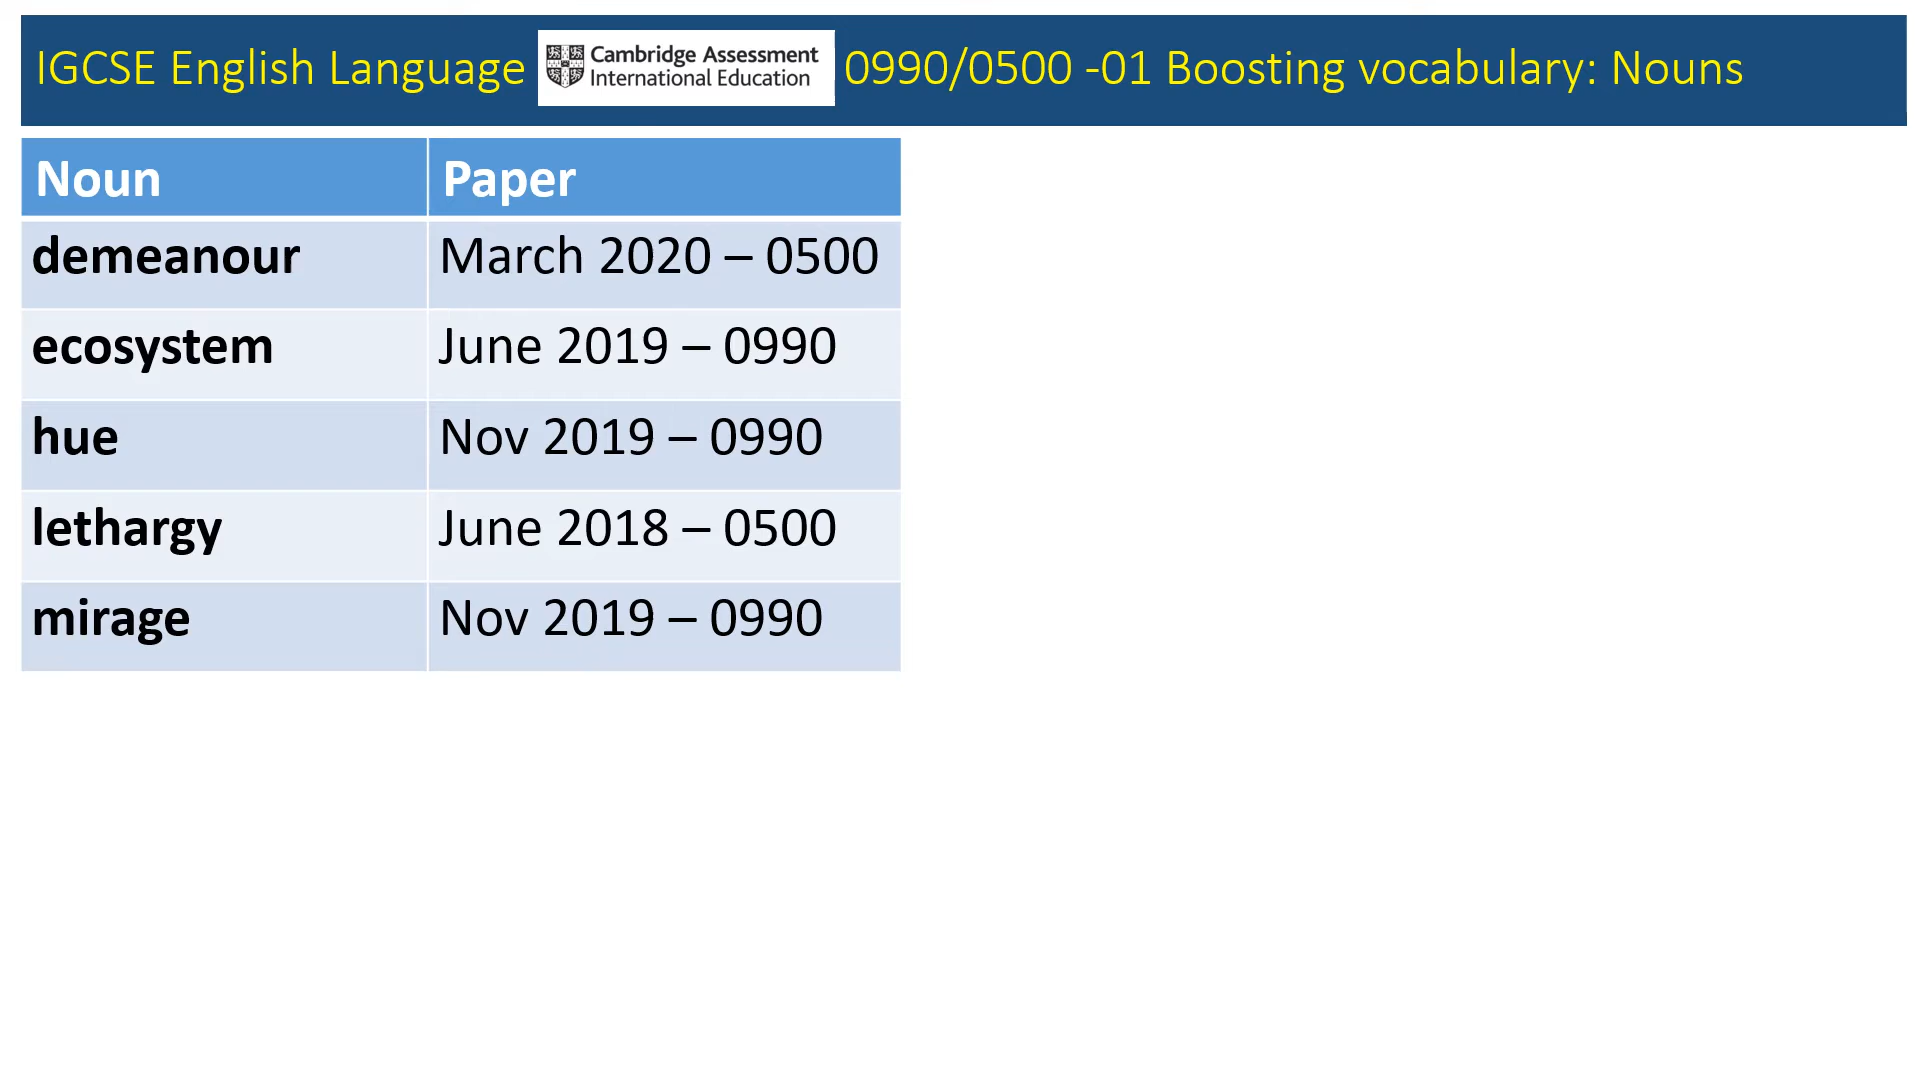 IGCSE English Language Cambridge Assessment International Education 0990/0500 -01 Boosting vocabulary: Nouns
Noun Paper
demeanour March 2020 – 0500
ecosystem June 2019 – 0990
hue Nov 2019 – 0990
lethargy June 2018 – 0500
mirage Nov 2019 – 0990